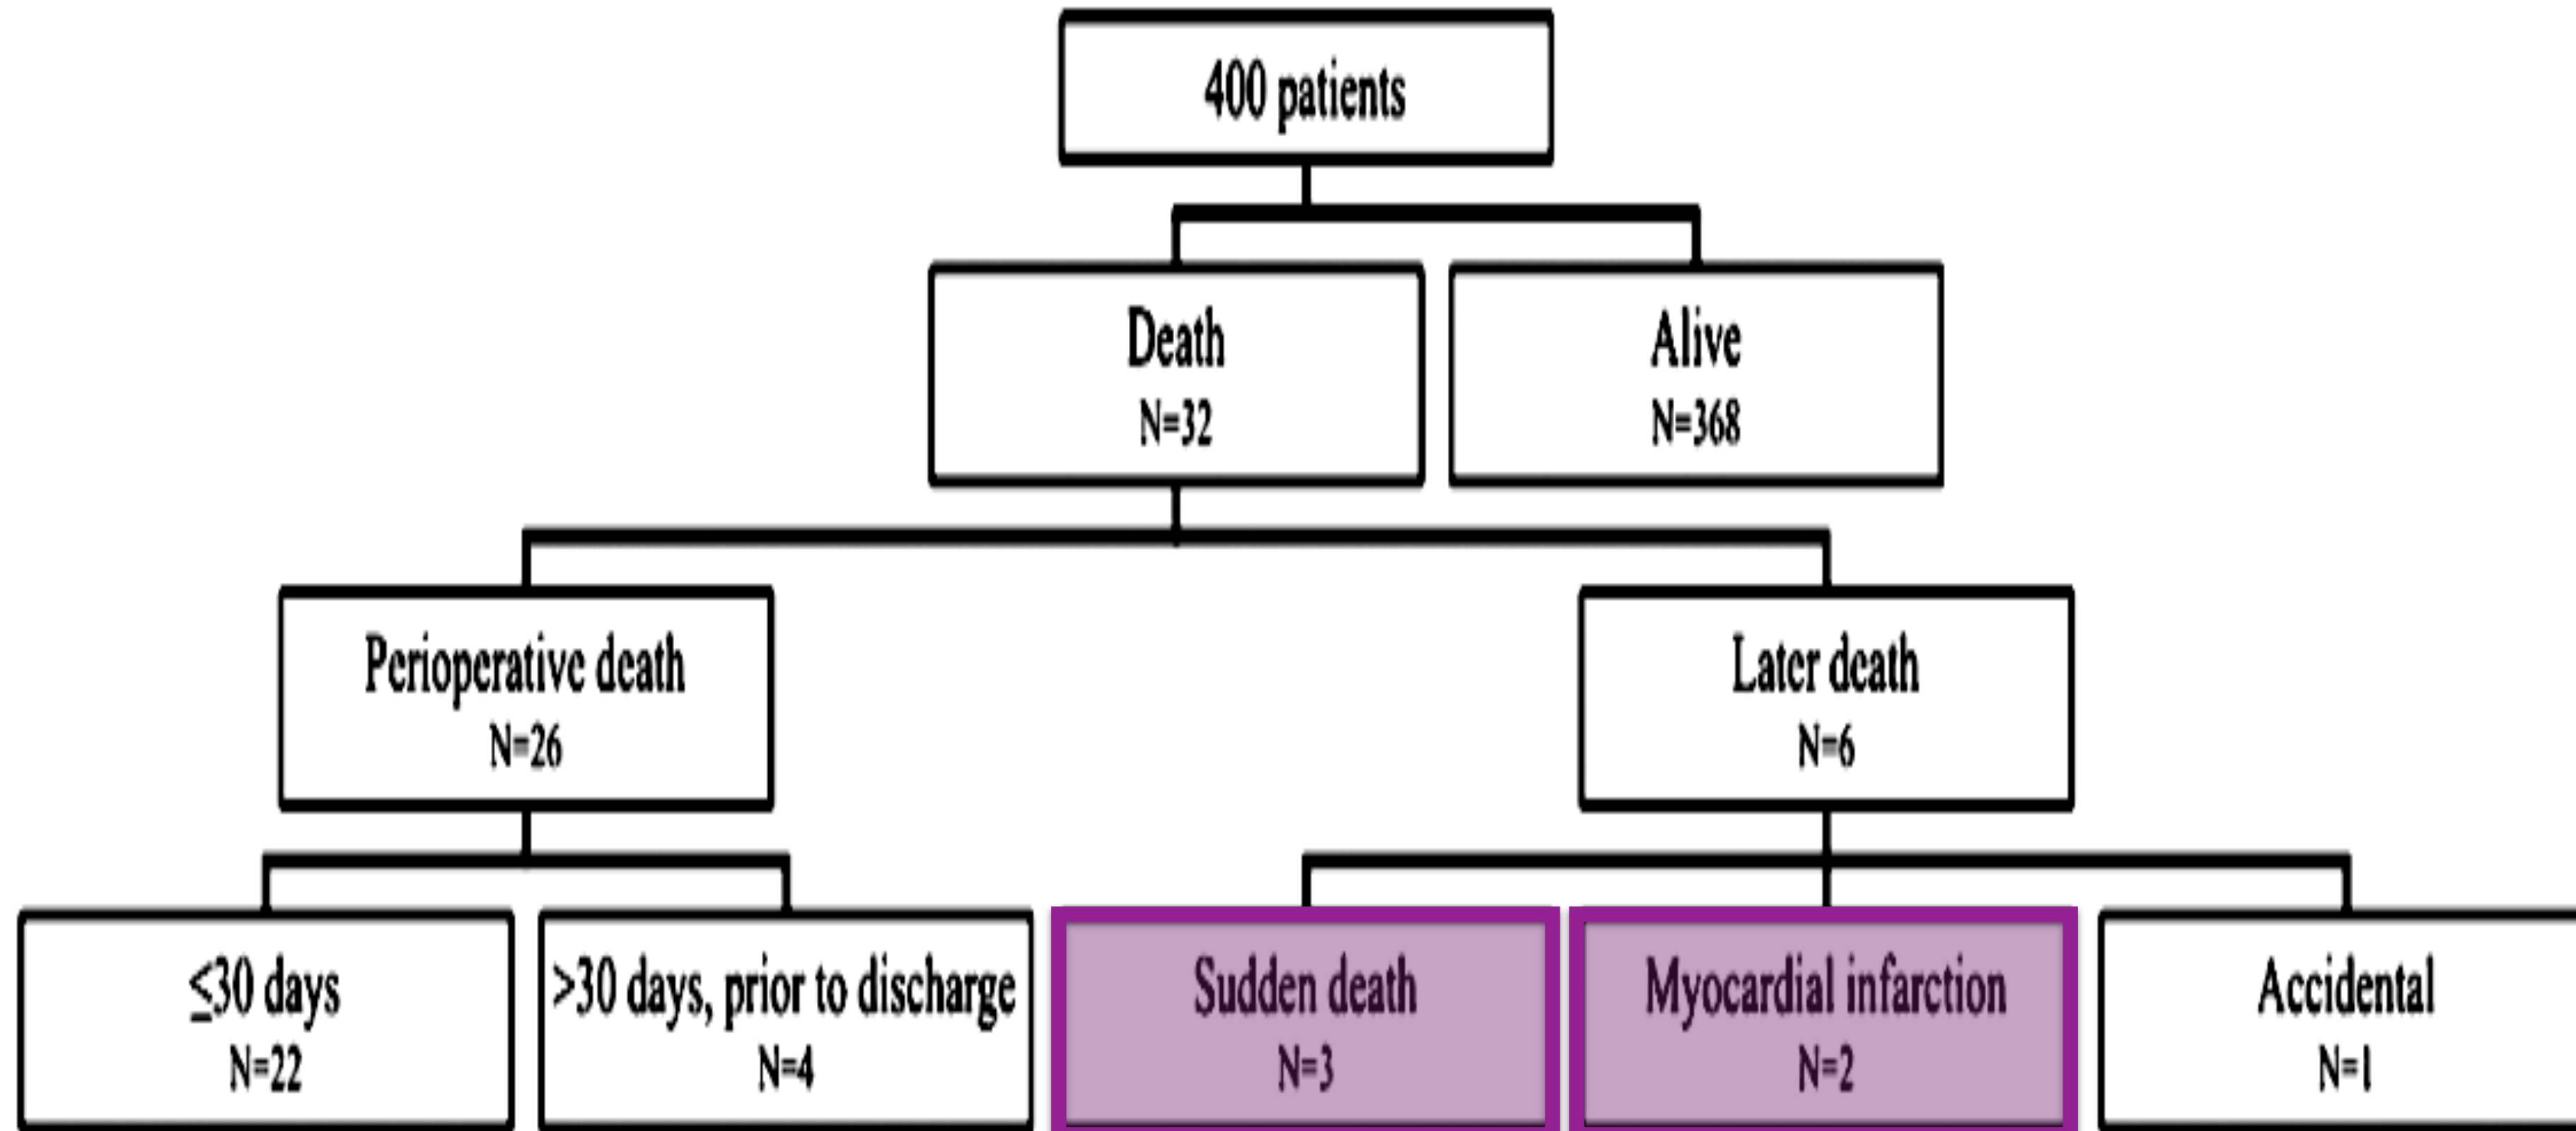 400 patients
Death
N=32
Alive
N=368
Perioperative death
N=26
Later death
N=6
≤30 days
N=22
>30 days, prior to discharge
N=4
Sudden death
N=3
Myocardial infarction
N=2
Accidental
N=1